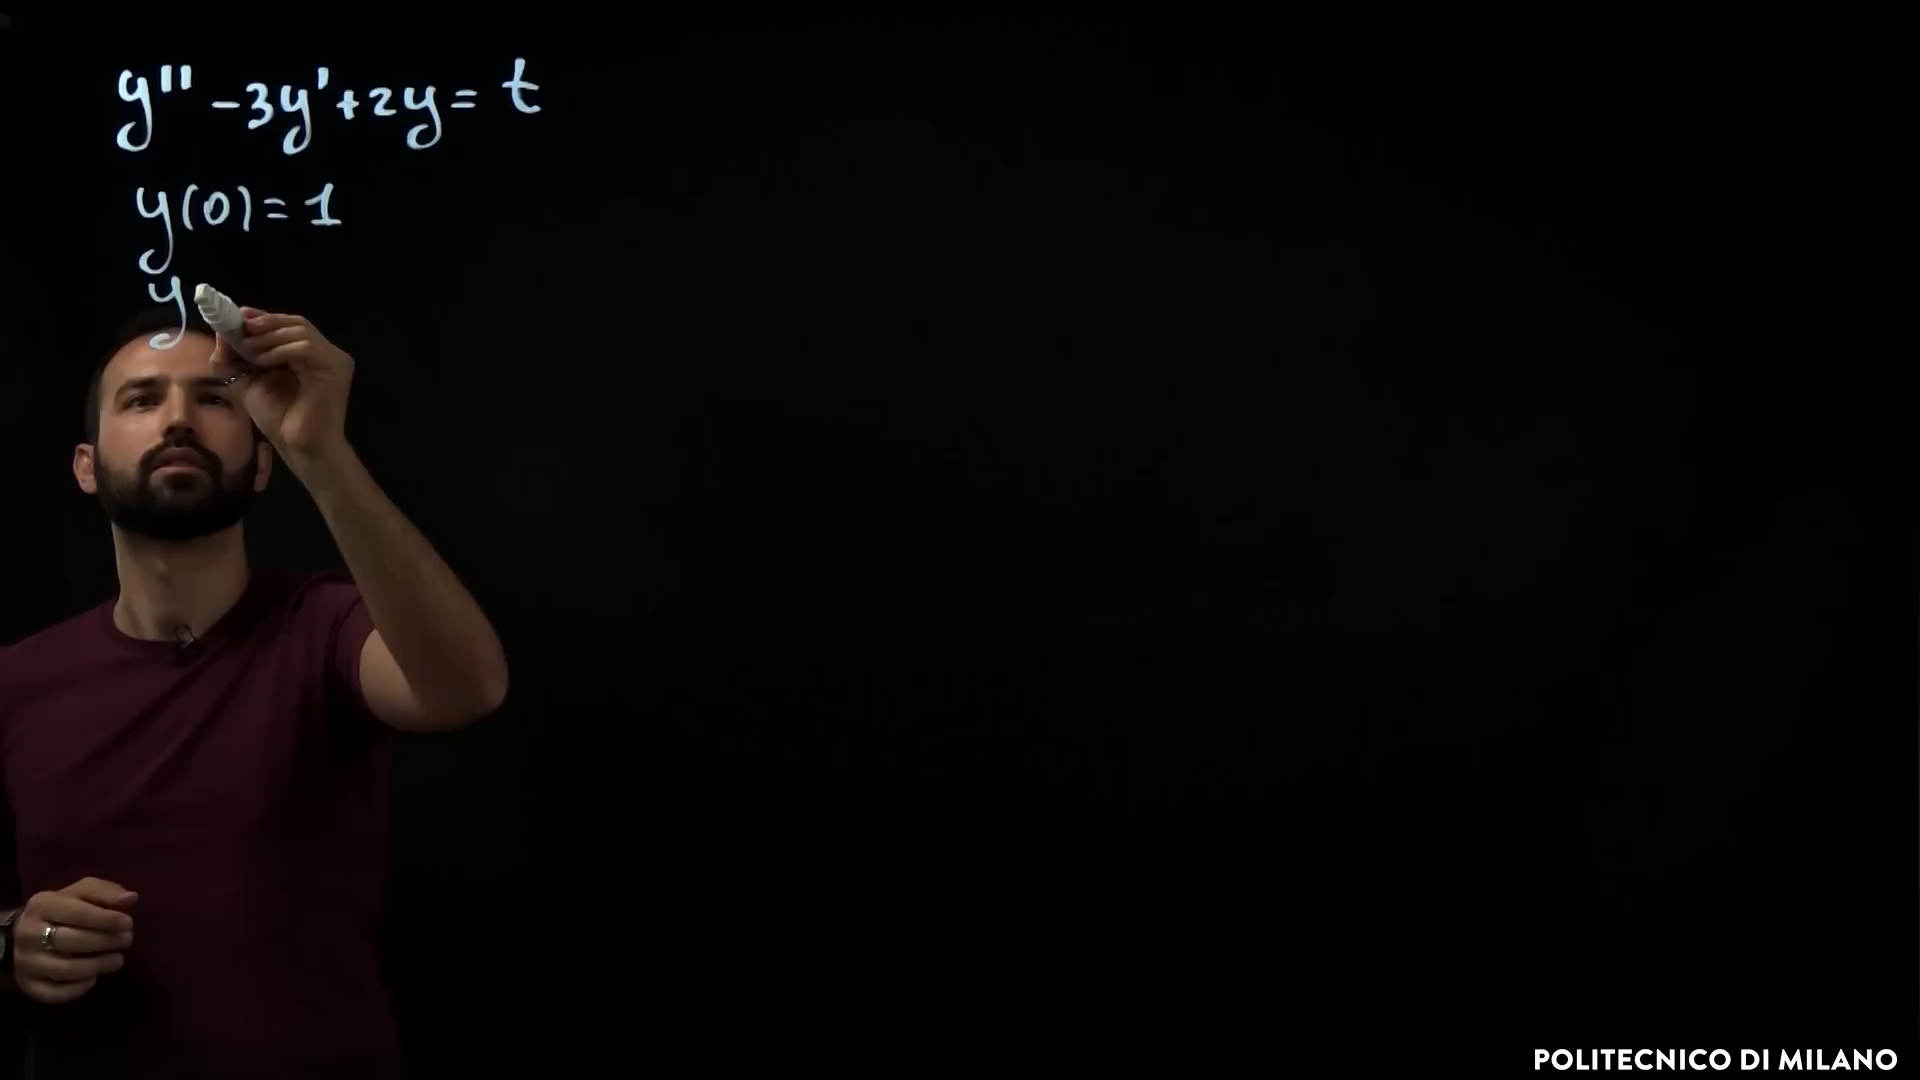 y'' - 3y' + 2y = t
y(0) = 1
y
POLITECNICO DI MILANO